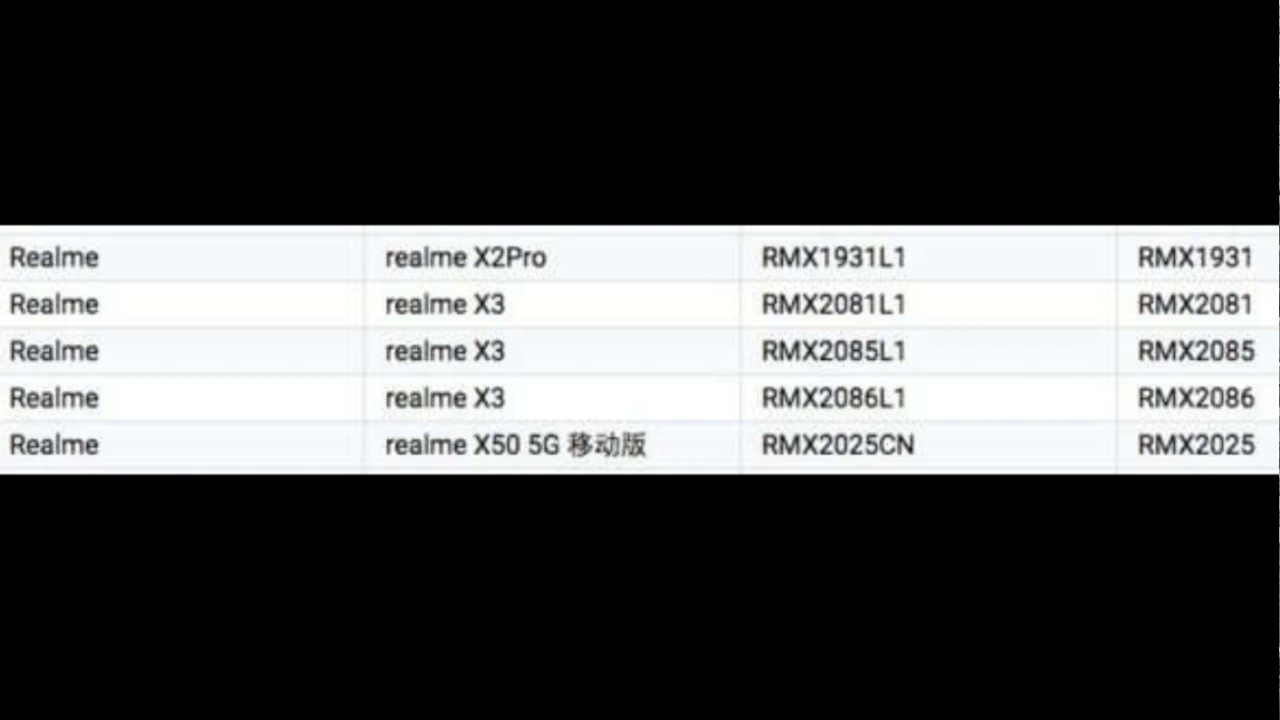 Realme realme X2Pro RMX1931L1 RMX1931
Realme realme X3 RMX2081L1 RMX2081
Realme realme X3 RMX2085L1 RMX2085
Realme realme X3 RMX2086L1 RMX2086
Realme realme X50 5G 移动版 RMX2025CN RMX2025